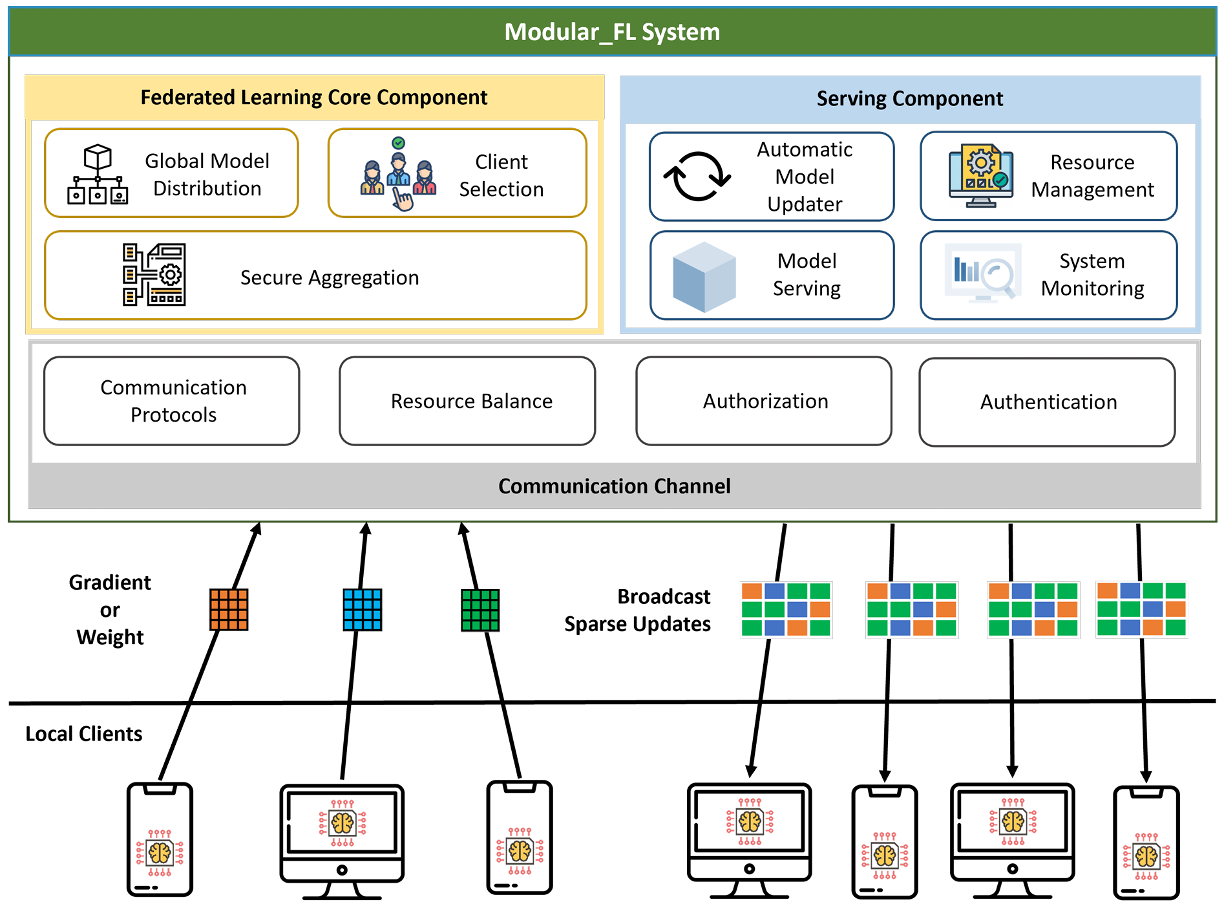 Modular_FL System
Federated Learning Core Component
Serving Component
Global Model
Distribution
Client
Selection
Automatic
Model
Updater
Resource
Management
Secure Aggregation
Model
Serving
System
Monitoring
Communication
Protocols
Resource Balance
Authorization
Authentication
Communication Channel
Gradient
or
Weight
Broadcast
Sparse Updates
Local Clients